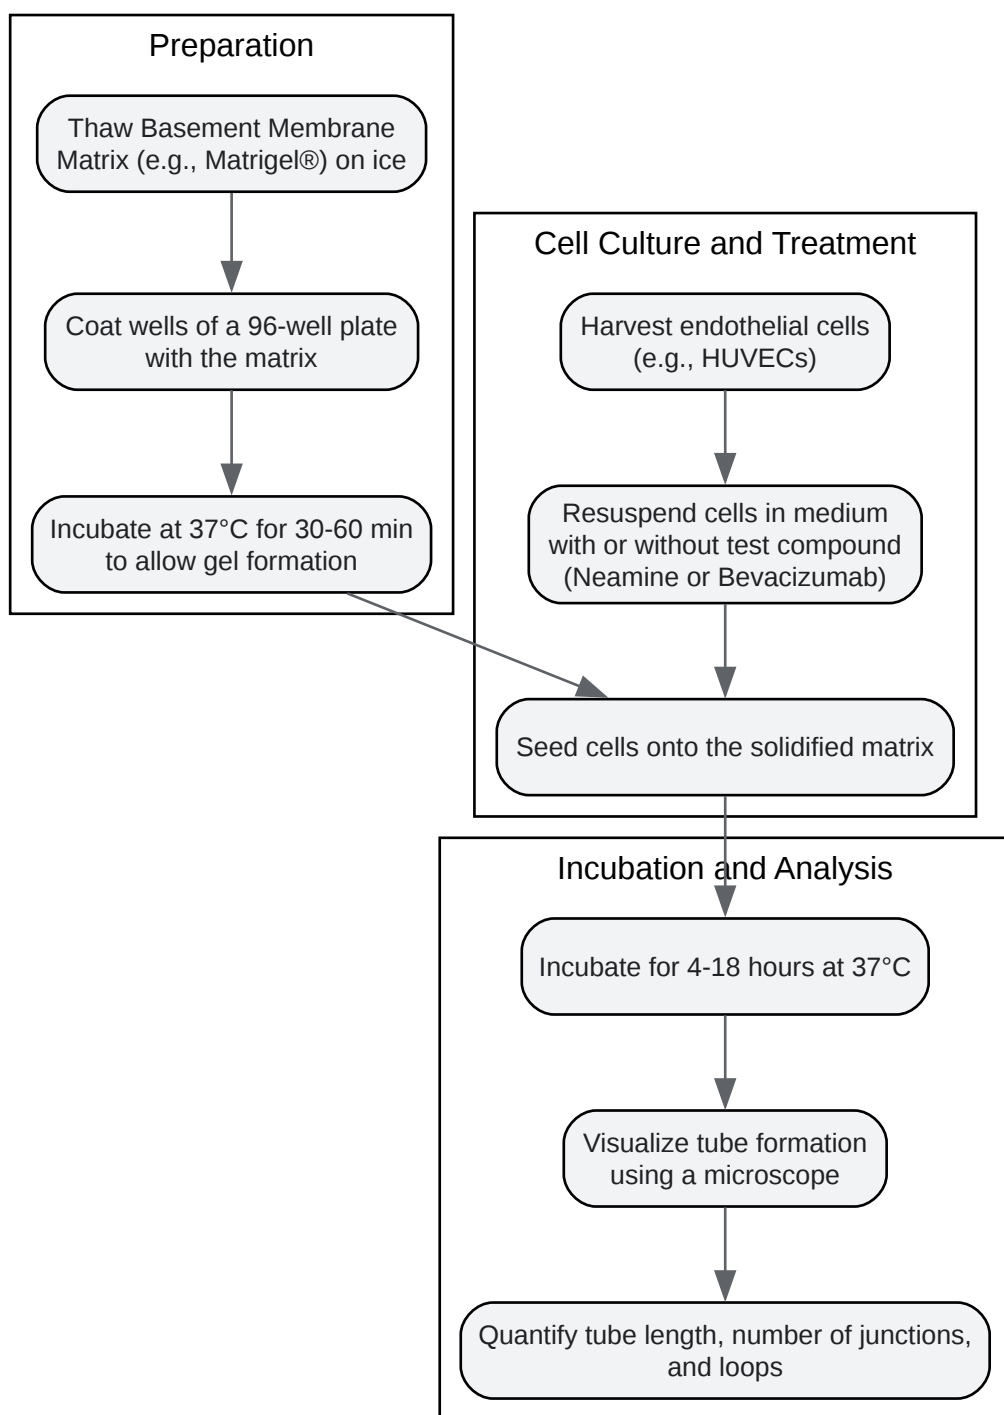 Preparation
Thaw Basement Membrane
Matrix (e.g., Matrigel®) on ice
Coat wells of a 96-well plate
with the matrix
Incubate at 37°C for 30-60 min
to allow gel formation
Cell Culture and Treatment
Harvest endothelial cells
(e.g., HUVECs)
Resuspend cells in medium
with or without test compound
(Neamine or Bevacizumab)
Seed cells onto the solidified matrix
Incubation and Analysis
Incubate for 4-18 hours at 37°C
Visualize tube formation
using a microscope
Quantify tube length, number of junctions,
and loops